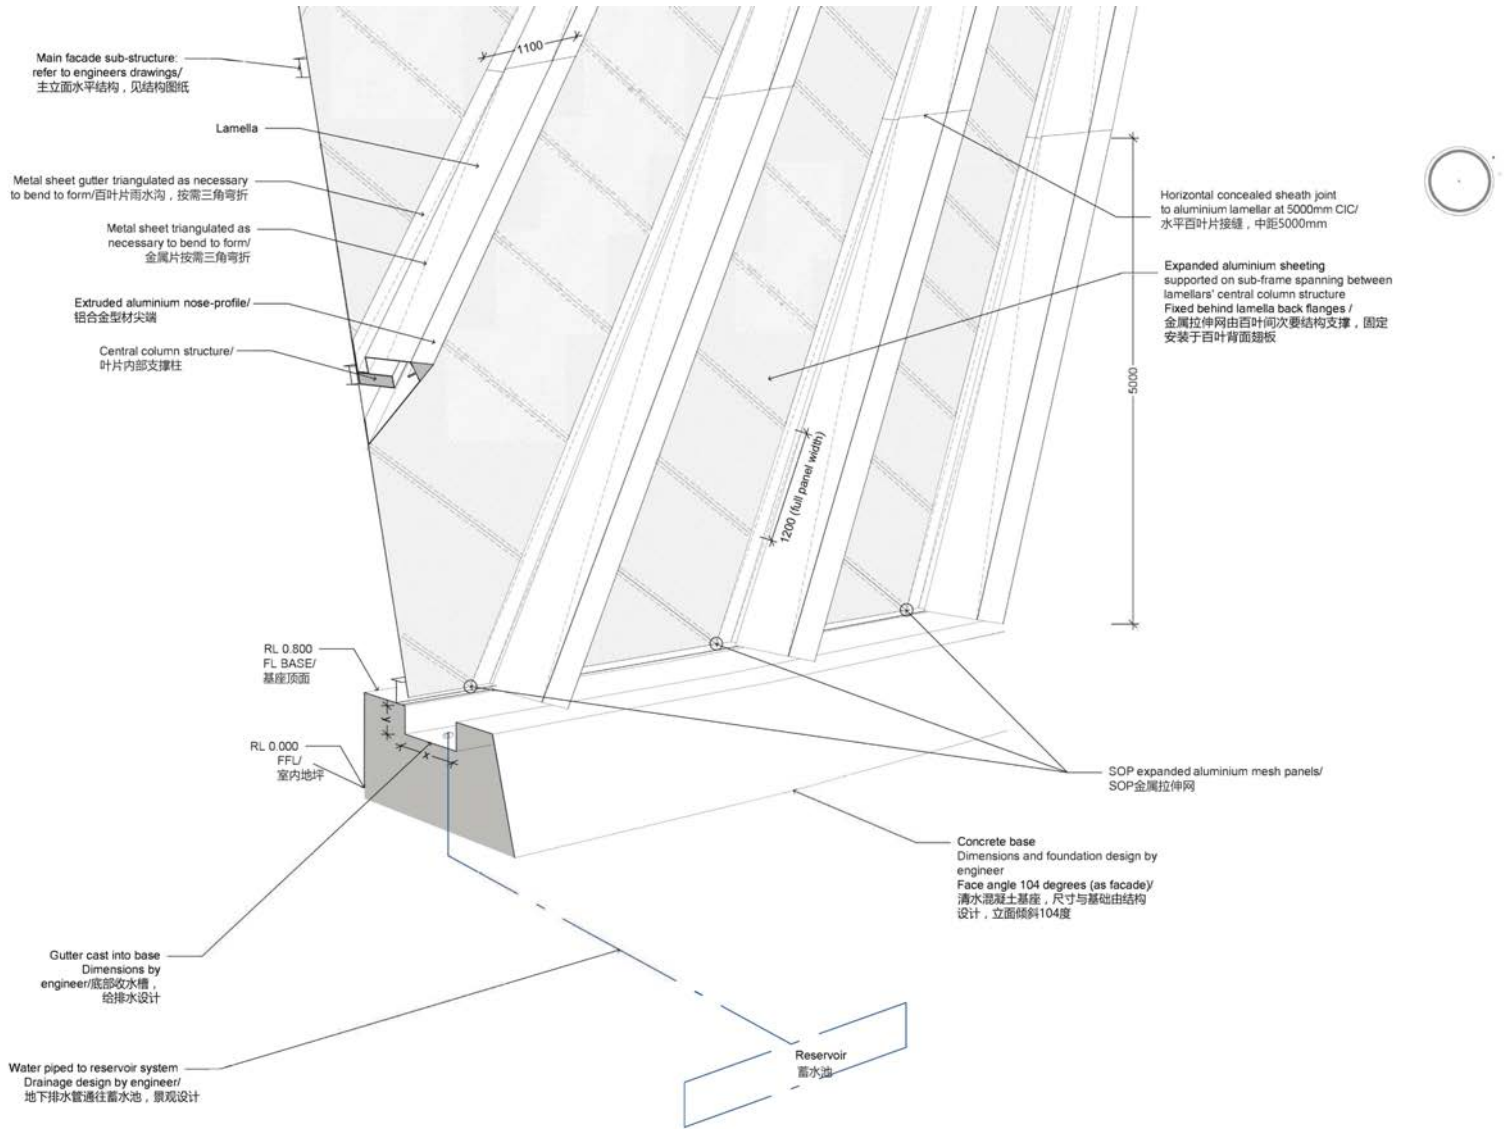 Main facade sub-structure:
refer to engineers drawings/
主立面水平结构，见结构图纸
1100
Lamella
Metal sheet gutter triangulated as necessary
to bend to form/百叶片雨水沟，按需三角弯折
Metal sheet triangulated as
necessary to bend to form/
金属片按需三角弯折
Extruded aluminium nose-profile/
铝合金型材尖端
Central column structure/
叶片内部支撑柱
Horizontal concealed sheath joint
to aluminium lamellar at 5000mm CIC/
水平百叶片接缝，中距5000mm
Expanded aluminium sheeting
supported on sub-frame spanning between
lamellars' central column structure
Fixed behind lamella back flanges /
金属拉伸网由百叶间次要结构支撑，固定
安装于百叶背面翅板
5000
1200 (full panel width)
RL 0.800
FL BASE/
基座顶面
Y
X
RL 0.000
FFL/
室内地坪
SOP expanded aluminium mesh panels/
SOP金属拉伸网
Concrete base
Dimensions and foundation design by
engineer
Face angle 104 degrees (as facade)/
清水混凝土基座，尺寸与基础由结构
设计，立面倾斜104度
Gutter cast into base
Dimensions by
engineer/底部收水槽，
给排水设计
Water piped to reservoir system
Drainage design by engineer/
地下排水管通往蓄水池，景观设计
Reservoir
蓄水池